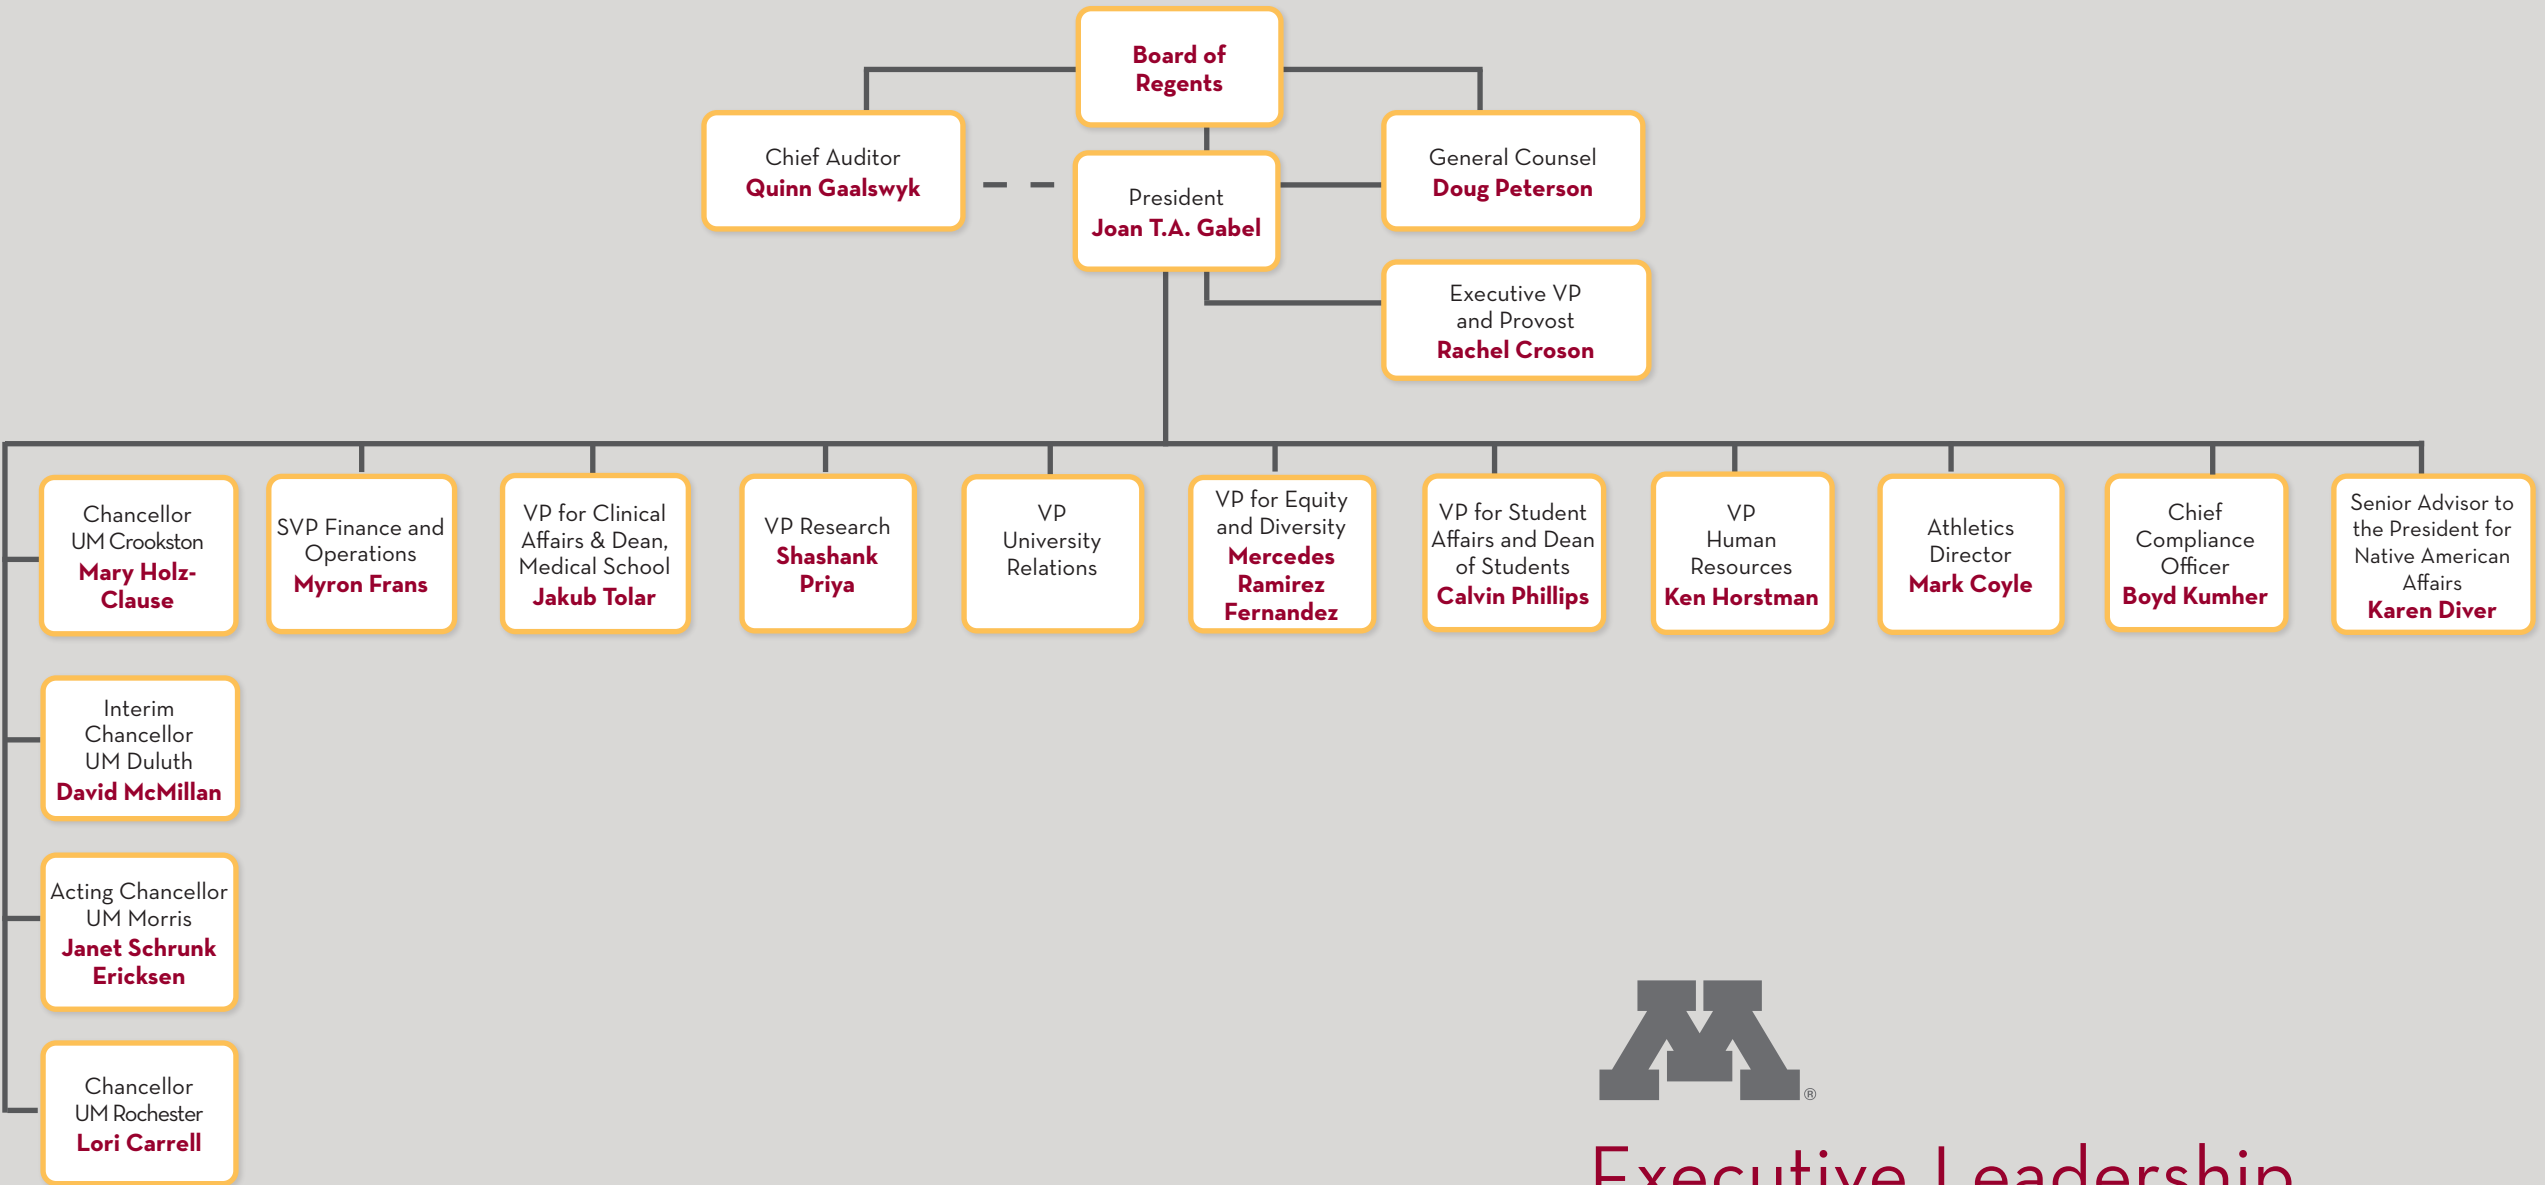 Board of
Regents
Chief Auditor
Quinn Gaalswyk
President
Joan T.A. Gabel
General Counsel
Doug Peterson
Executive VP
and Provost
Rachel Croson
Chancellor
UM Crookston
Mary Holz-
Clause
SVP Finance and
Operations
Myron Frans
VP for Clinical
Affairs & Dean,
Medical School
Jakub Tolar
VP Research
Shashank
Priya
VP
University
Relations
VP for Equity
and Diversity
Mercedes
Ramirez
Fernandez
VP for Student
Affairs and Dean
of Students
Calvin Phillips
VP
Human
Resources
Ken Horstman
Athletics
Director
Mark Coyle
Chief
Compliance
Officer
Boyd Kumher
Senior Advisor to
the President for
Native American
Affairs
Karen Diver
Interim
Chancellor
UM Duluth
David McMillan
Acting Chancellor
UM Morris
Janet Schrunk
Ericksen
Chancellor
UM Rochester
Lori Carrell
M®
Executive Leadership